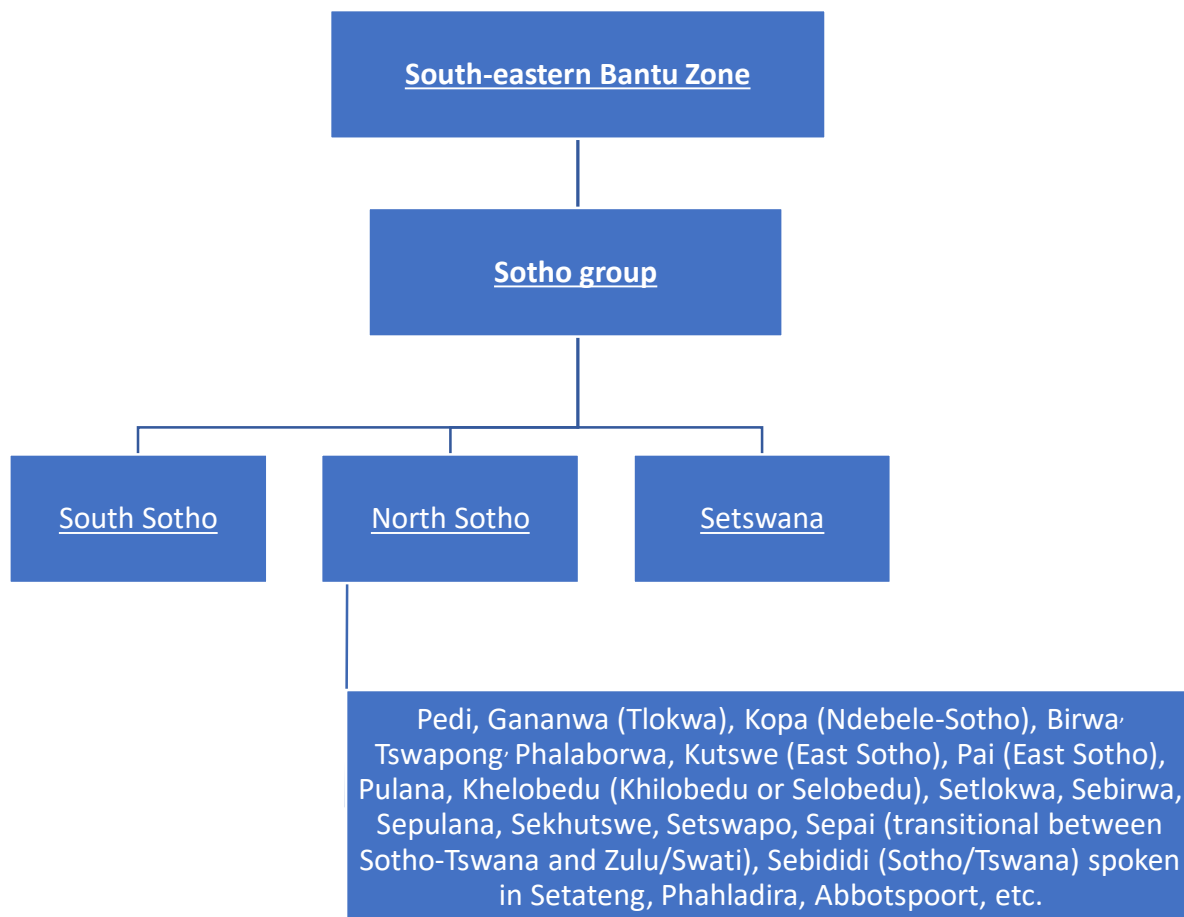 South-eastern Bantu Zone
Sotho group
South Sotho
North Sotho
Setswana
Pedi, Gananwa (Tlokwa), Kopa (Ndebele-Sotho), Birwa,
Tswapong, Phalaborwa, Kutswe (East Sotho), Pai (East Sotho),
Pulana, Khelobedu (Khilobedu or Selobedu), Setlokwa, Sebirwa,
Sepulana, Sekhutswe, Setswapo, Sepai (transitional between
Sotho-Tswana and Zulu/Swati), Sebididi (Sotho/Tswana) spoken
in Setateng, Phahladira, Abbotspoort, etc.